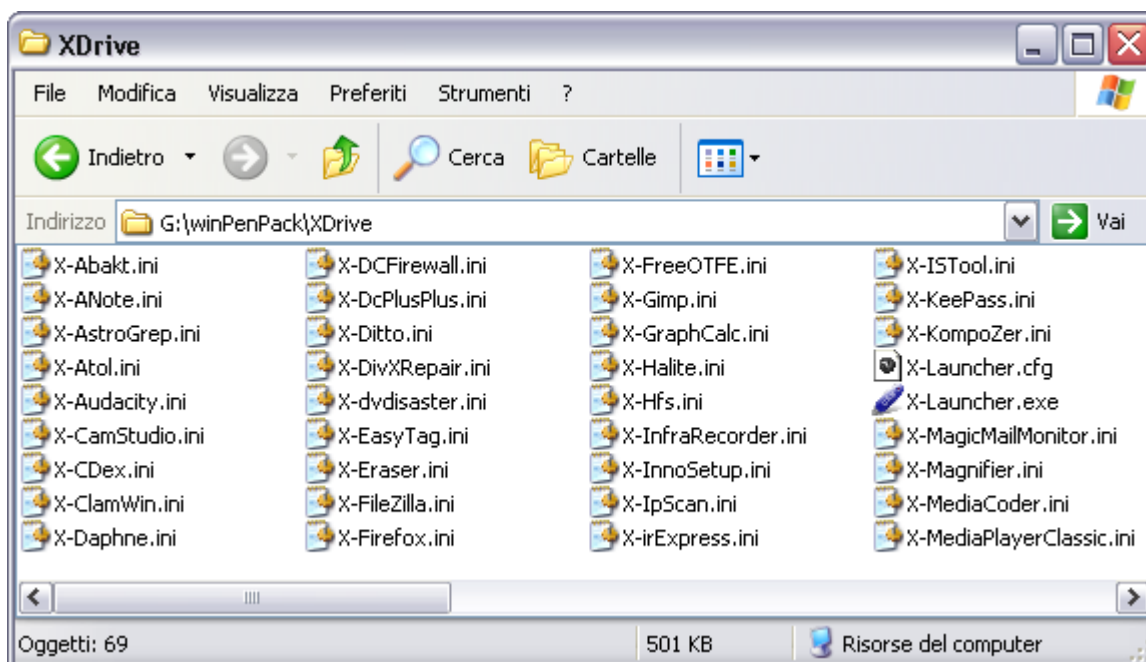 XDrive
File Modifica Visualizza Preferiti Strumenti ?
Indietro Cerca Cartelle
Indirizzo G:\winPenPack\XDrive Vai
X-Abakt.ini X-DCFirewall.ini X-FreeOTFE.ini X-ISTool.ini
X-ANote.ini X-DcPlusPlus.ini X-Gimp.ini X-KeePass.ini
X-AstroGrep.ini X-Ditto.ini X-GraphCalc.ini X-KompoZer.ini
X-Atol.ini X-DivXRepair.ini X-Halite.ini X-Launcher.cfg
X-Audacity.ini X-dvdisaster.ini X-Hfs.ini X-Launcher.exe
X-CamStudio.ini X-EasyTag.ini X-InfraRecorder.ini X-MagicMailMonitor.ini
X-CDex.ini X-Eraser.ini X-InnoSetup.ini X-Magnifier.ini
X-ClamWin.ini X-FileZilla.ini X-IpScan.ini X-MediaCoder.ini
X-Daphne.ini X-Firefox.ini X-irExpress.ini X-MediaPlayerClassic.ini
Oggetti: 69 501 KB Risorse del computer